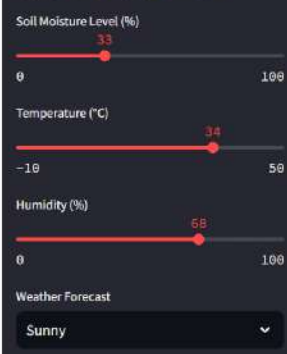 Soil Moisture Level (%)
33
0 100
Temperature (°C)
34
-10 50
Humidity (%)
68
0 100
Weather Forecast
Sunny